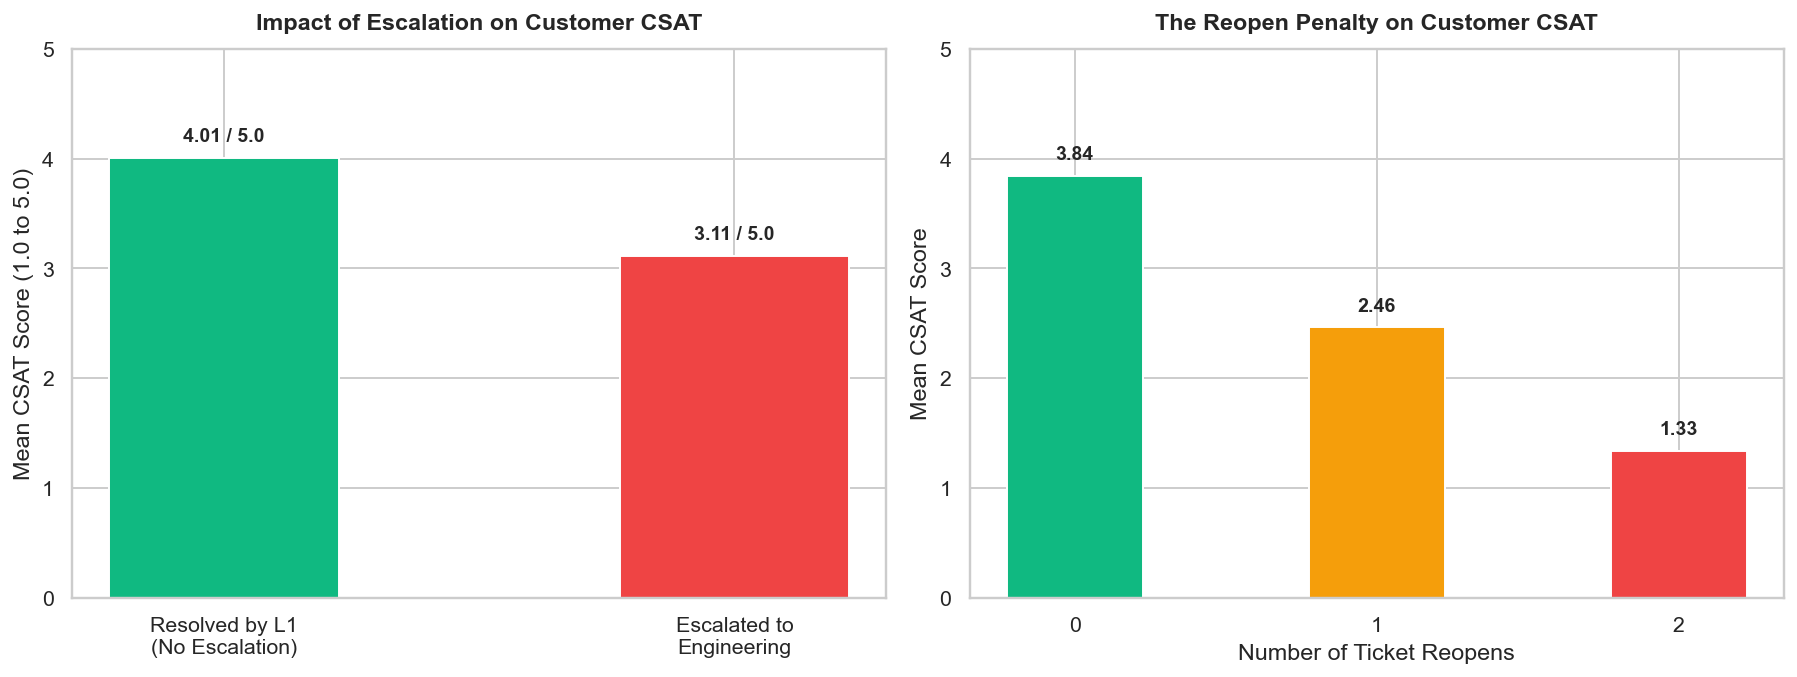 Impact of Escalation on Customer CSAT
Mean CSAT Score (1.0 to 5.0)
5
4
3
2
1
0
4.01 / 5.0
3.11 / 5.0
Resolved by L1
(No Escalation)
Escalated to
Engineering
The Reopen Penalty on Customer CSAT
Mean CSAT Score
5
4
3
2
1
0
3.84
2.46
1.33
0
1
2
Number of Ticket Reopens